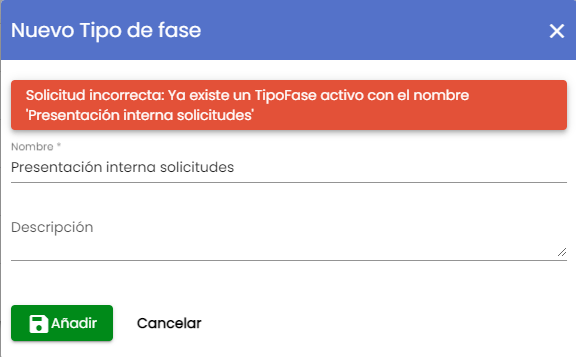 Nuevo Tipo de fase
Solicitud incorrecta: Ya existe un TipoFase activo con el nombre
'Presentación interna solicitudes'
Nombre *
Presentación interna solicitudes
Descripción
Añadir
Cancelar